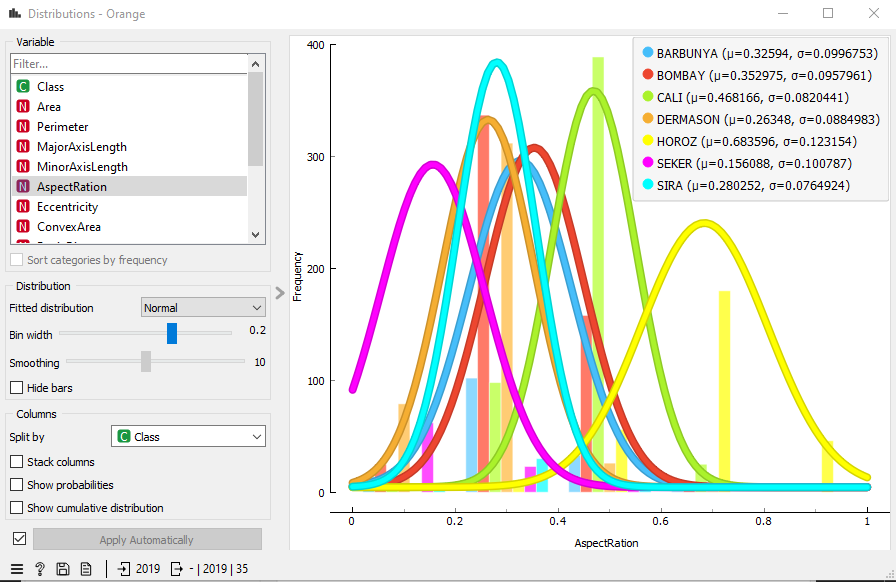 Distributions - Orange
Variable
Filter...
C Class
N Area
N Perimeter
N MajorAxisLength
N MinorAxisLength
N AspectRation
N Eccentricity
N ConvexArea
Sort categories by frequency
Distribution
Fitted distribution Normal
Bin width 0.2
Smoothing 10
Hide bars
Columns
Split by C Class
Stack columns
Show probabilities
Show cumulative distribution
Apply Automatically
? 2019 - | 2019 | 35
Frequency
400
300
200
100
0
0 0.2 0.4 0.6 0.8 1
AspectRation
BARBUNYA (μ=0.32594, σ=0.0996753)
BOMBAY (μ=0.352975, σ=0.0957961)
CALI (μ=0.468166, σ=0.0820441)
DERMASON (μ=0.26348, σ=0.0884983)
HOROZ (μ=0.683596, σ=0.123154)
SEKER (μ=0.156088, σ=0.100787)
SIRA (μ=0.280252, σ=0.0764924)